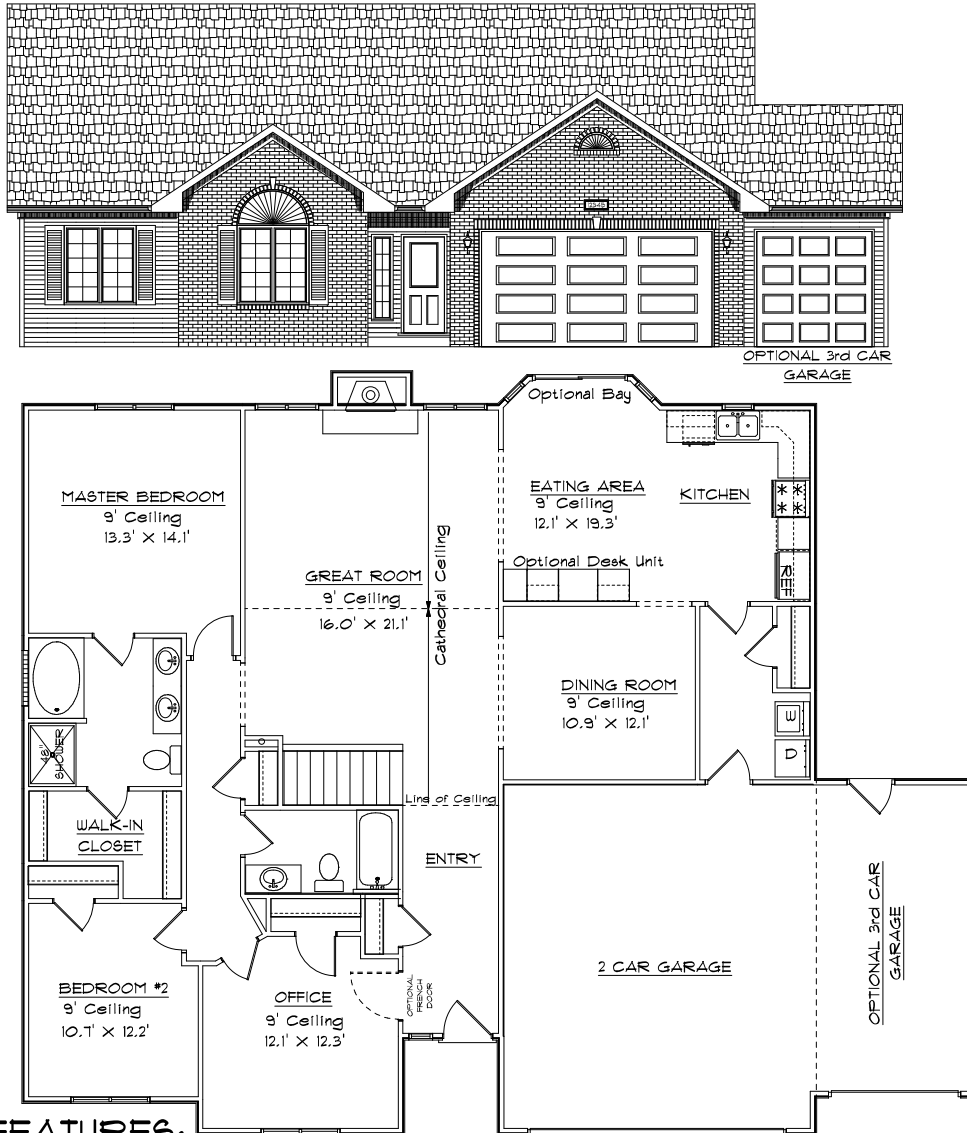 12345
OPTIONAL 3rd CAR
GARAGE
Optional Bay
MASTER BEDROOM
9' Ceiling
13.3' X 14.1'
EATING AREA
9' Ceiling
12.1' X 19.3'
KITCHEN
REF
Optional Desk Unit
GREAT ROOM
9' Ceiling
16.0' X 21.1'
Cathedral Ceiling
DINING ROOM
9' Ceiling
10.9' X 12.1'
W
D
48"
SHOWER
Line of Ceiling
WALK-IN
CLOSET
ENTRY
OPTIONAL 3rd CAR
GARAGE
2 CAR GARAGE
BEDROOM #2
9' Ceiling
10.7' X 12.2'
OFFICE
9' Ceiling
12.1' X 12.3'
OPTIONAL
FRENCH
DOOR
FEATURES: